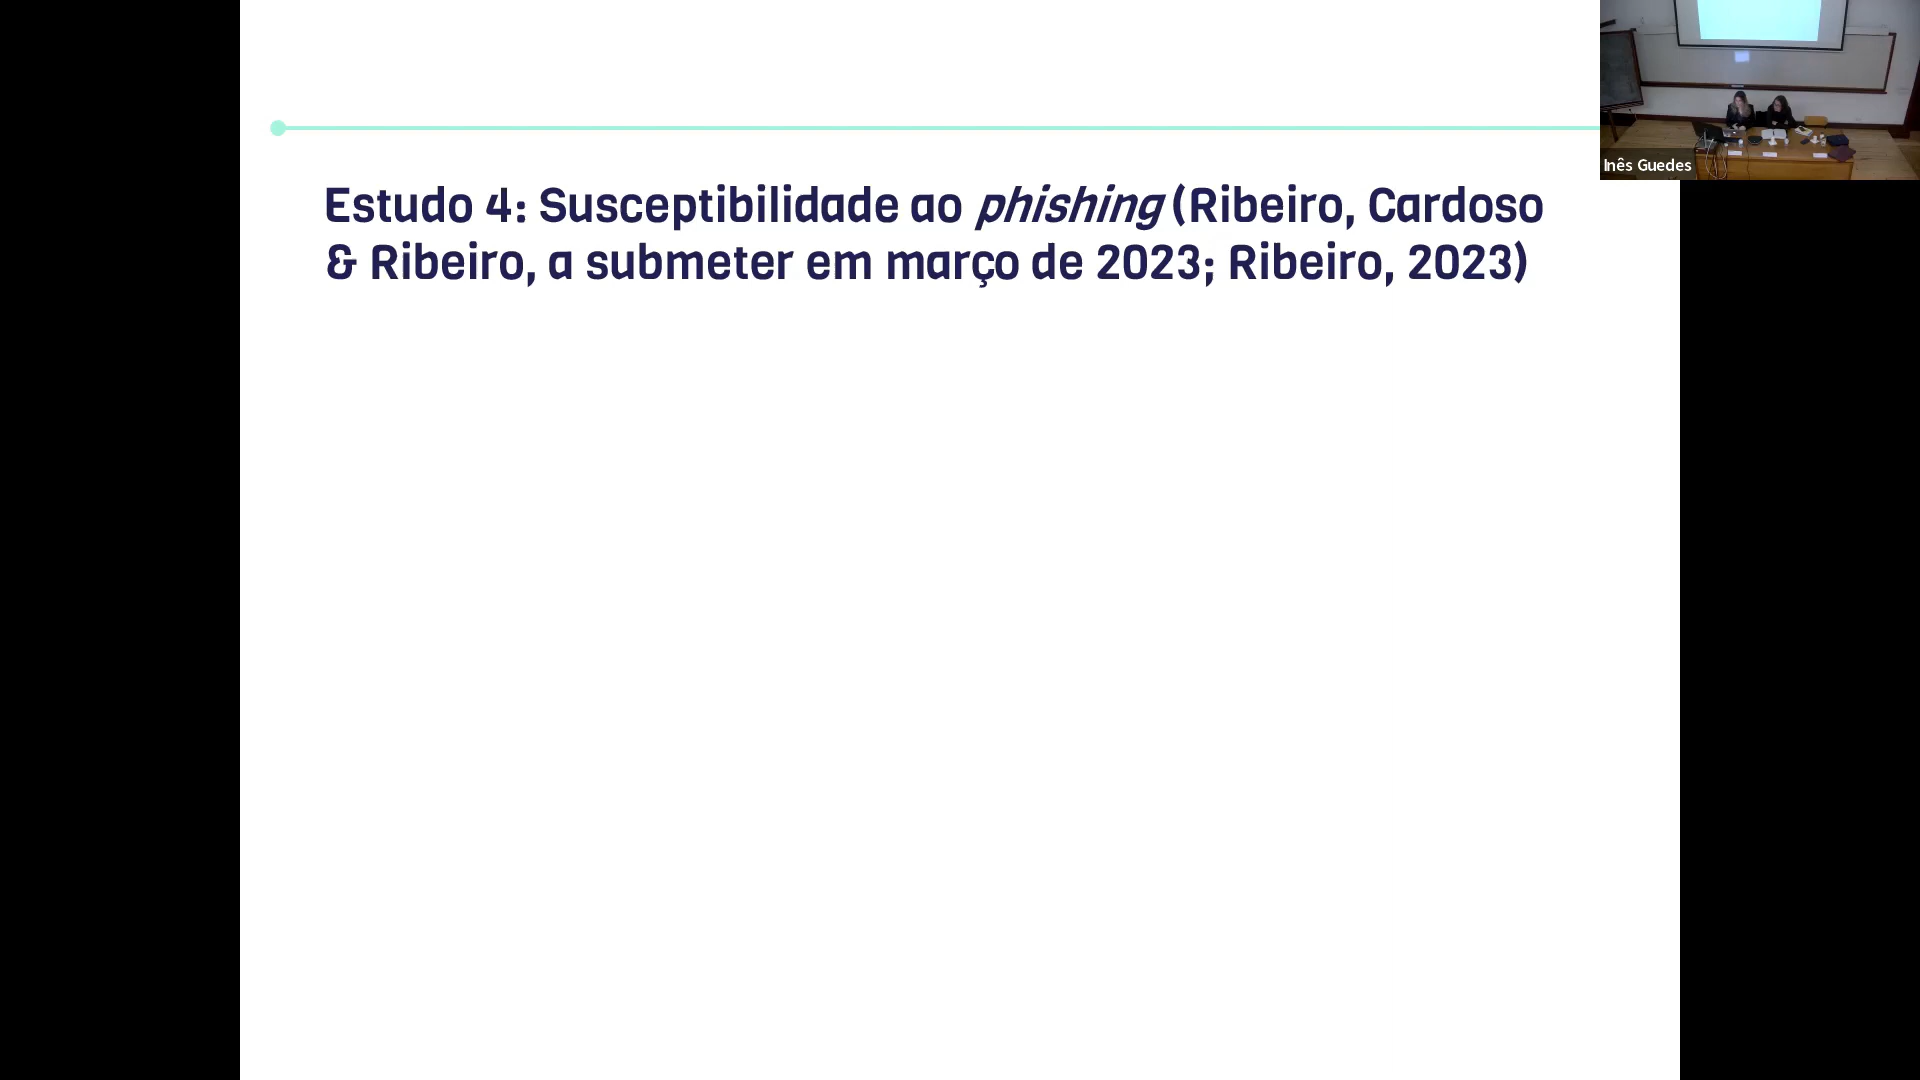 Estudo 4: Susceptibilidade ao phishing (Ribeiro, Cardoso
& Ribeiro, a submeter em março de 2023; Ribeiro, 2023)
Inês Guedes